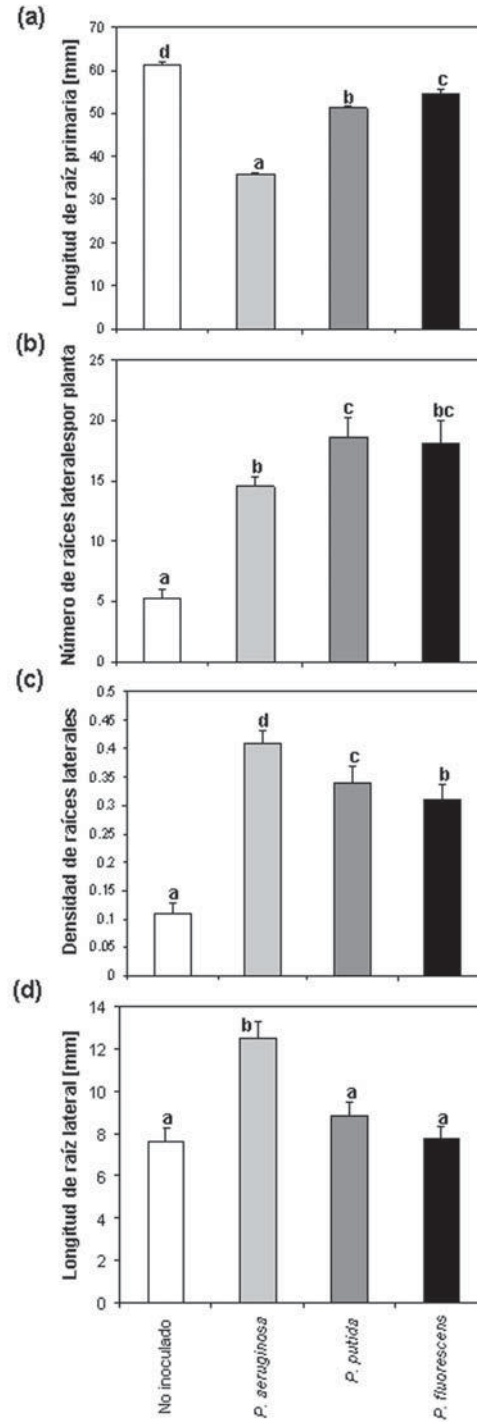 (a)
Longitud de raíz primaria [mm]
70
60
50
40
30
20
10
0
d
a
b
c
(b)
Número de raíces lateralespor planta
25
20
15
10
5
0
a
b
c
bc
(c)
Densidad de raíces laterales
0.5
0.45
0.4
0.35
0.3
0.25
0.2
0.15
0.1
0.05
0
a
d
c
b
(d)
Longitud de raíz lateral [mm]
14
12
10
8
6
4
2
0
a
b
a
a
No inoculado
P. aeruginosa
P. putida
P. fluorescens